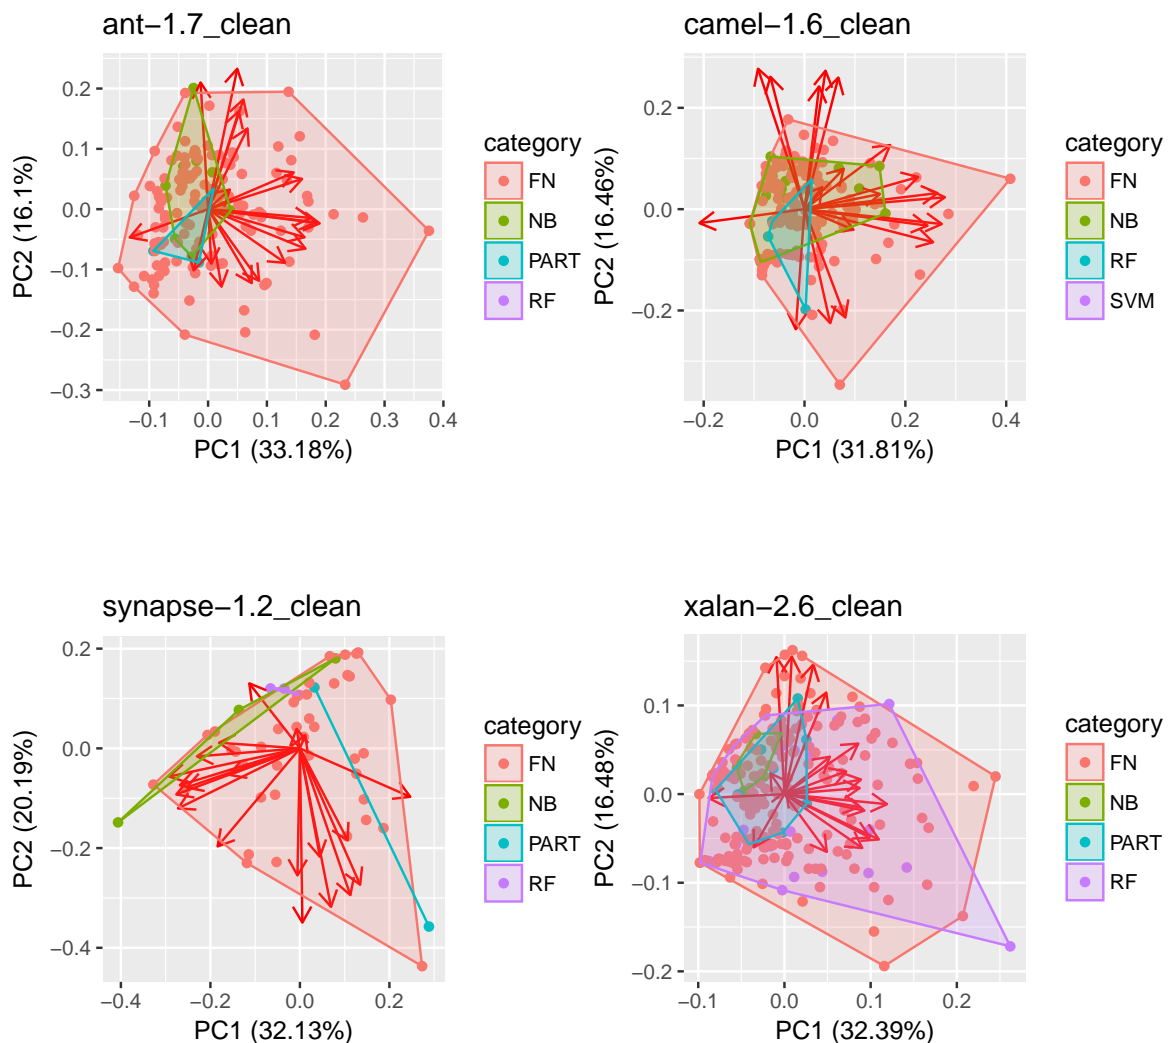 ant−1.7_clean
0.2
0.1
0.0
−0.1
−0.2
−0.3
−0.1
0.0
0.1
0.2
0.3
0.4
PC1 (33.18%)
PC2 (16.1%)
category
FN
NB
PART
RF
camel−1.6_clean
0.2
0.0
−0.2
−0.2
0.0
0.2
0.4
PC1 (31.81%)
PC2 (16.46%)
category
FN
NB
RF
SVM
synapse−1.2_clean
0.2
0.0
−0.2
−0.4
−0.4
−0.2
0.0
0.2
PC1 (32.13%)
PC2 (20.19%)
category
FN
NB
PART
RF
xalan−2.6_clean
0.1
0.0
−0.1
−0.2
−0.1
0.0
0.1
0.2
PC1 (32.39%)
PC2 (16.48%)
category
FN
NB
PART
RF